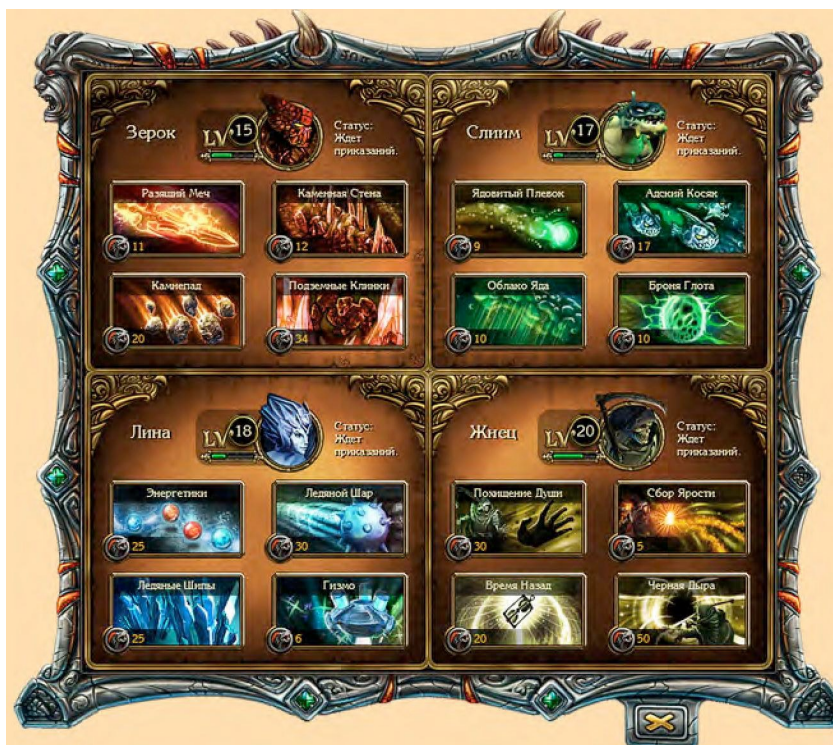 Зерок
LV 15
Статус:
Ждет
приказаний.
Разящий Меч
11
Каменная Стена
12
Камнепад
20
Подземные Клинки
34
Слиим
LV 17
Статус:
Ждет
приказаний.
Ядовитый Плевок
9
Адский Косяк
17
Облако Яда
10
Броня Глота
10
Лина
LV 18
Статус:
Ждет
приказаний.
Энергетики
25
Ледяной Шар
30
Ледяные Шипы
25
Гизмо
6
Жнец
LV 20
Статус:
Ждет
приказаний.
Похищение Души
30
Сбор Ярости
5
Время Назад
20
Черная Дыра
50